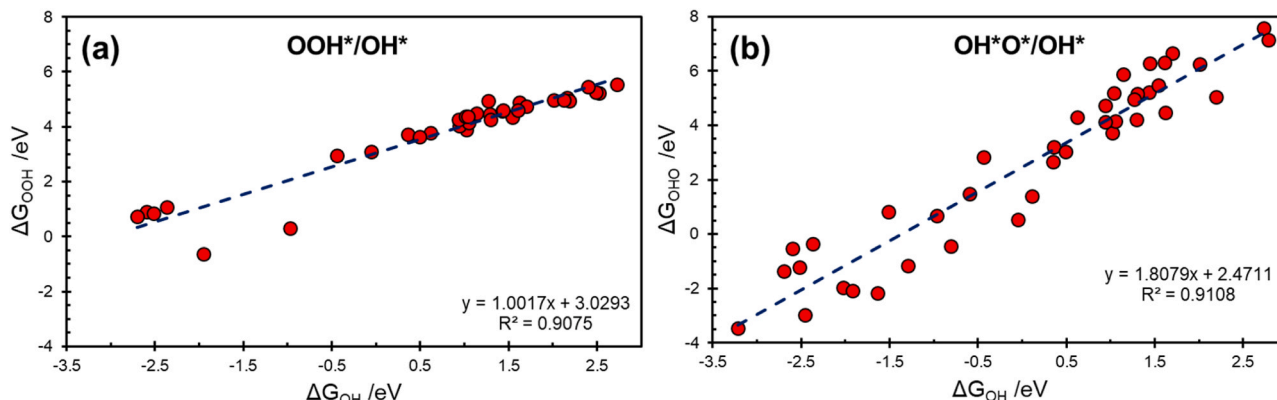 (a)
OOH*/OH*
8
6
4
2
0
-2
-4
ΔG_OOH /eV
y = 1.0017x + 3.0293
R² = 0.9075
-3.5 -2.5 -1.5 -0.5 0.5 1.5 2.5
ΔG_OH /eV
(b)
OH*O*/OH*
8
6
4
2
0
-2
-4
ΔG_OHO /eV
y = 1.8079x + 2.4711
R² = 0.9108
-3.5 -2.5 -1.5 -0.5 0.5 1.5 2.5
ΔG_OH /eV